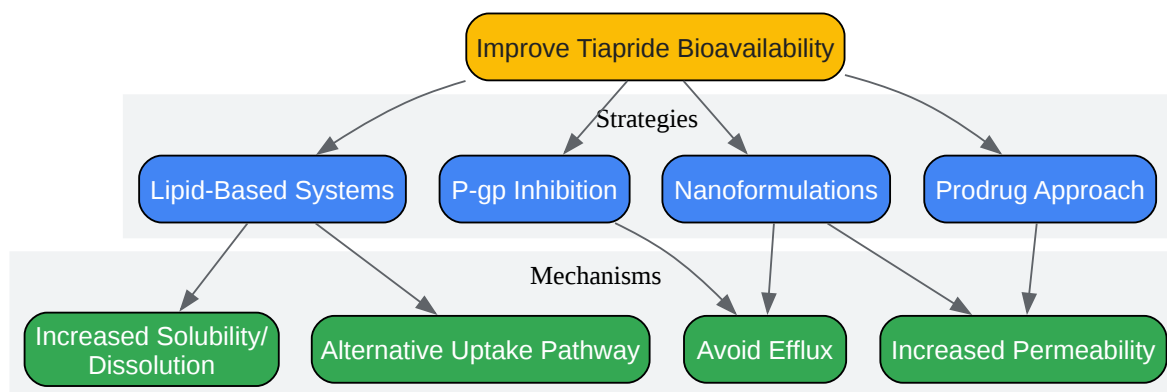 Improve Tiapride Bioavailability
Strategies
Lipid-Based Systems
P-gp Inhibition
Nanoformulations
Prodrug Approach
Mechanisms
Increased Solubility/
Dissolution
Alternative Uptake Pathway
Avoid Efflux
Increased Permeability